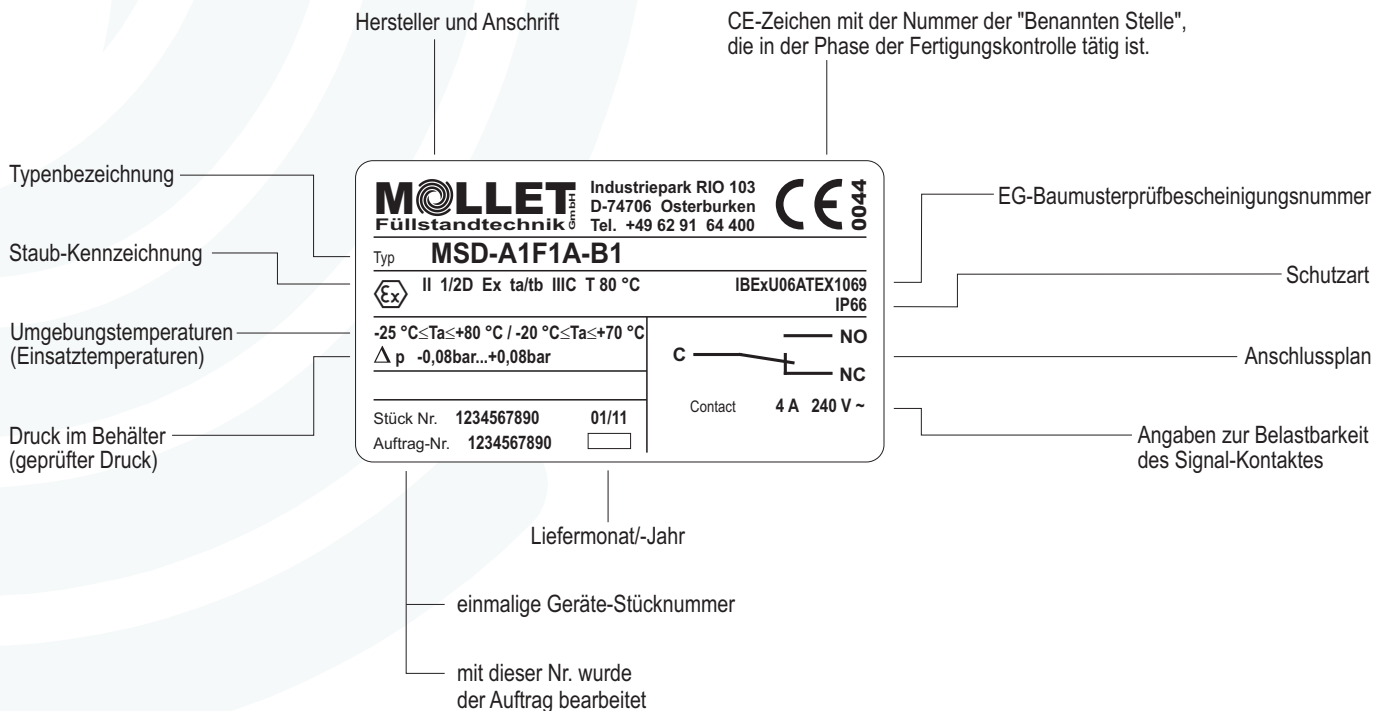 Hersteller und Anschrift
CE-Zeichen mit der Nummer der "Benannten Stelle",
die in der Phase der Fertigungskontrolle tätig ist.
Typenbezeichnung
Staub-Kennzeichnung
Umgebungstemperaturen
(Einsatztemperaturen)
Druck im Behälter
(geprüfter Druck)
MOLLET GmbH
Füllstandtechnik
Industriepark RIO 103
D-74706 Osterburken
Tel. +49 62 91 64 400
CE 0044
Typ MSD-A1F1A-B1
Ex II 1/2D Ex ta/tb IIIC T 80 °C
IBExU06ATEX1069
IP66
-25 °C≤Ta≤+80 °C / -20 °C≤Ta≤+70 °C
Δ p -0,08bar...+0,08bar
NO
C
NC
Contact 4 A 240 V ~
Stück Nr. 1234567890 01/11
Auftrag-Nr. 1234567890
EG-Baumusterprüfbescheinigungsnummer
Schutzart
Anschlussplan
Angaben zur Belastbarkeit
des Signal-Kontaktes
Liefermonat/-Jahr
einmalige Geräte-Stücknummer
mit dieser Nr. wurde
der Auftrag bearbeitet